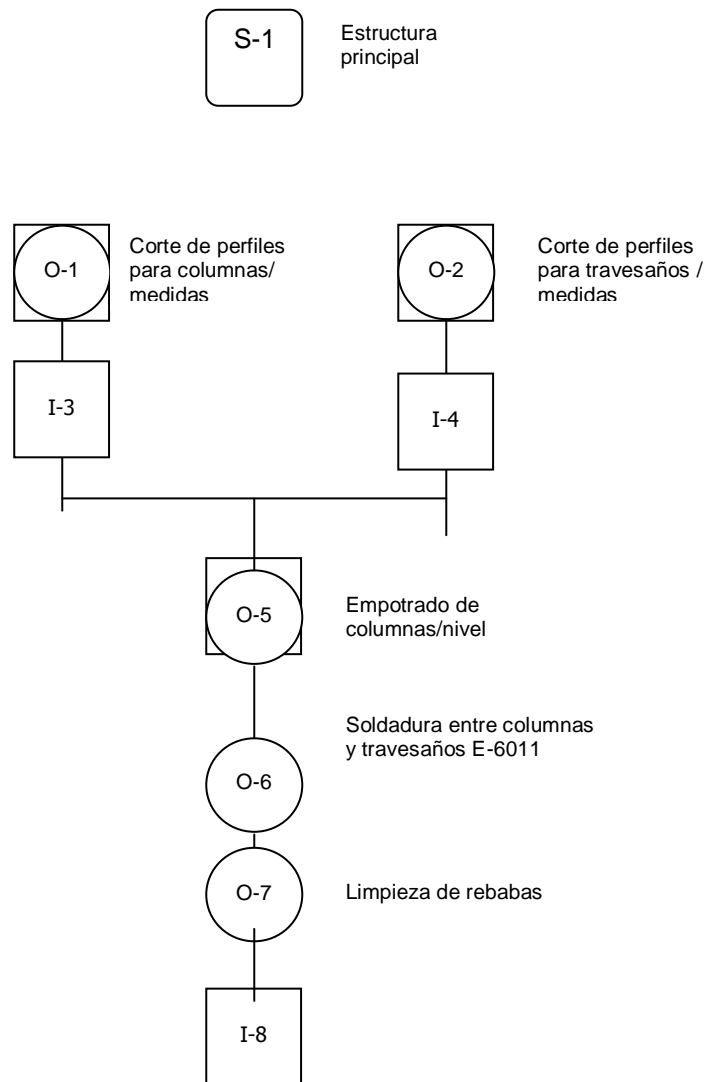 S-1
Estructura
principal
O-1
Corte de perfiles
para columnas/
medidas
O-2
Corte de perfiles
para travesaños /
medidas
I-3
I-4
O-5
Empotrado de
columnas/nivel
Soldadura entre columnas
y travesaños E-6011
O-6
O-7
Limpieza de rebabas
I-8